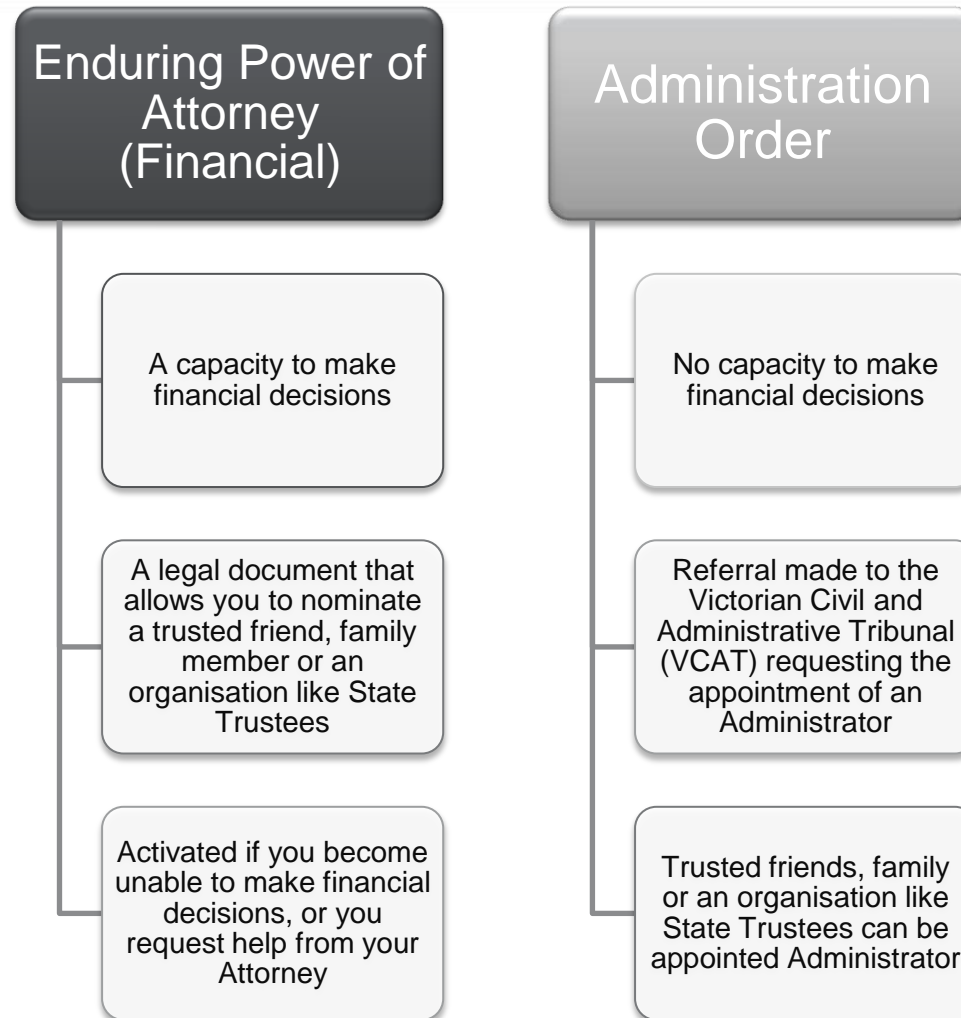 Enduring Power of
Attorney
(Financial)
A capacity to make
financial decisions
A legal document that
allows you to nominate
a trusted friend, family
member or an
organisation like State
Trustees
Activated if you become
unable to make financial
decisions, or you
request help from your
Attorney
Administration
Order
No capacity to make
financial decisions
Referral made to the
Victorian Civil and
Administrative Tribunal
(VCAT) requesting the
appointment of an
Administrator
Trusted friends, family
or an organisation like
State Trustees can be
appointed Administrator